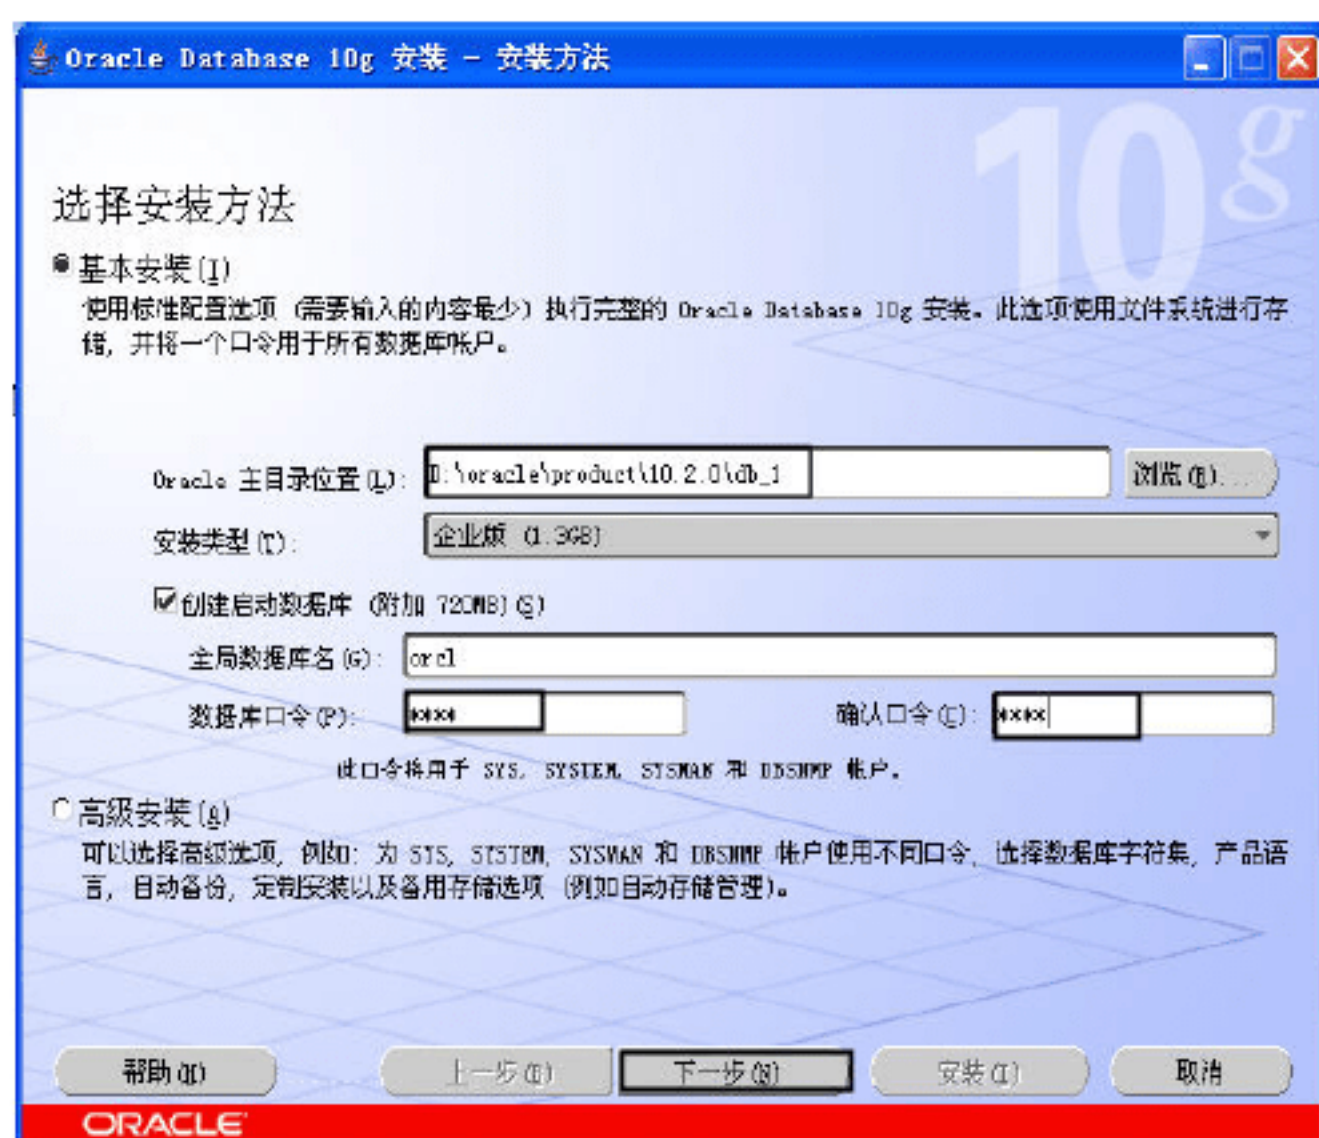 Oracle Database 10g 安装 - 安装方法
10g
选择安装方法
基本安装(I)
使用标准配置选项 (需要输入的内容最少) 执行完整的 Oracle Database 10g 安装。此选项使用文件系统进行存
储, 并将一个口令用于所有数据库帐户。
Oracle 主目录位置(L): D:\oracle\product\10.2.0\db_1 浏览(R)...
安装类型(T): 企业版 (1.3GB)
创建启动数据库 (附加 720MB)(S)
全局数据库名(G): orcl
数据库口令(P): **** 确认口令(C): ****
此口令将用于 SYS, SYSTEM, SYSMAN 和 DBSNMP 帐户。
高级安装(A)
可以选择高级选项, 例如: 为 SYS, SYSTEM, SYSMAN 和 DBSNMP 帐户使用不同口令, 选择数据库字符集, 产品语
言, 自动备份, 定制安装以及备用存储选项 (例如自动存储管理)。
帮助(H) 上一步(B) 下一步(N) 安装(I) 取消
ORACLE